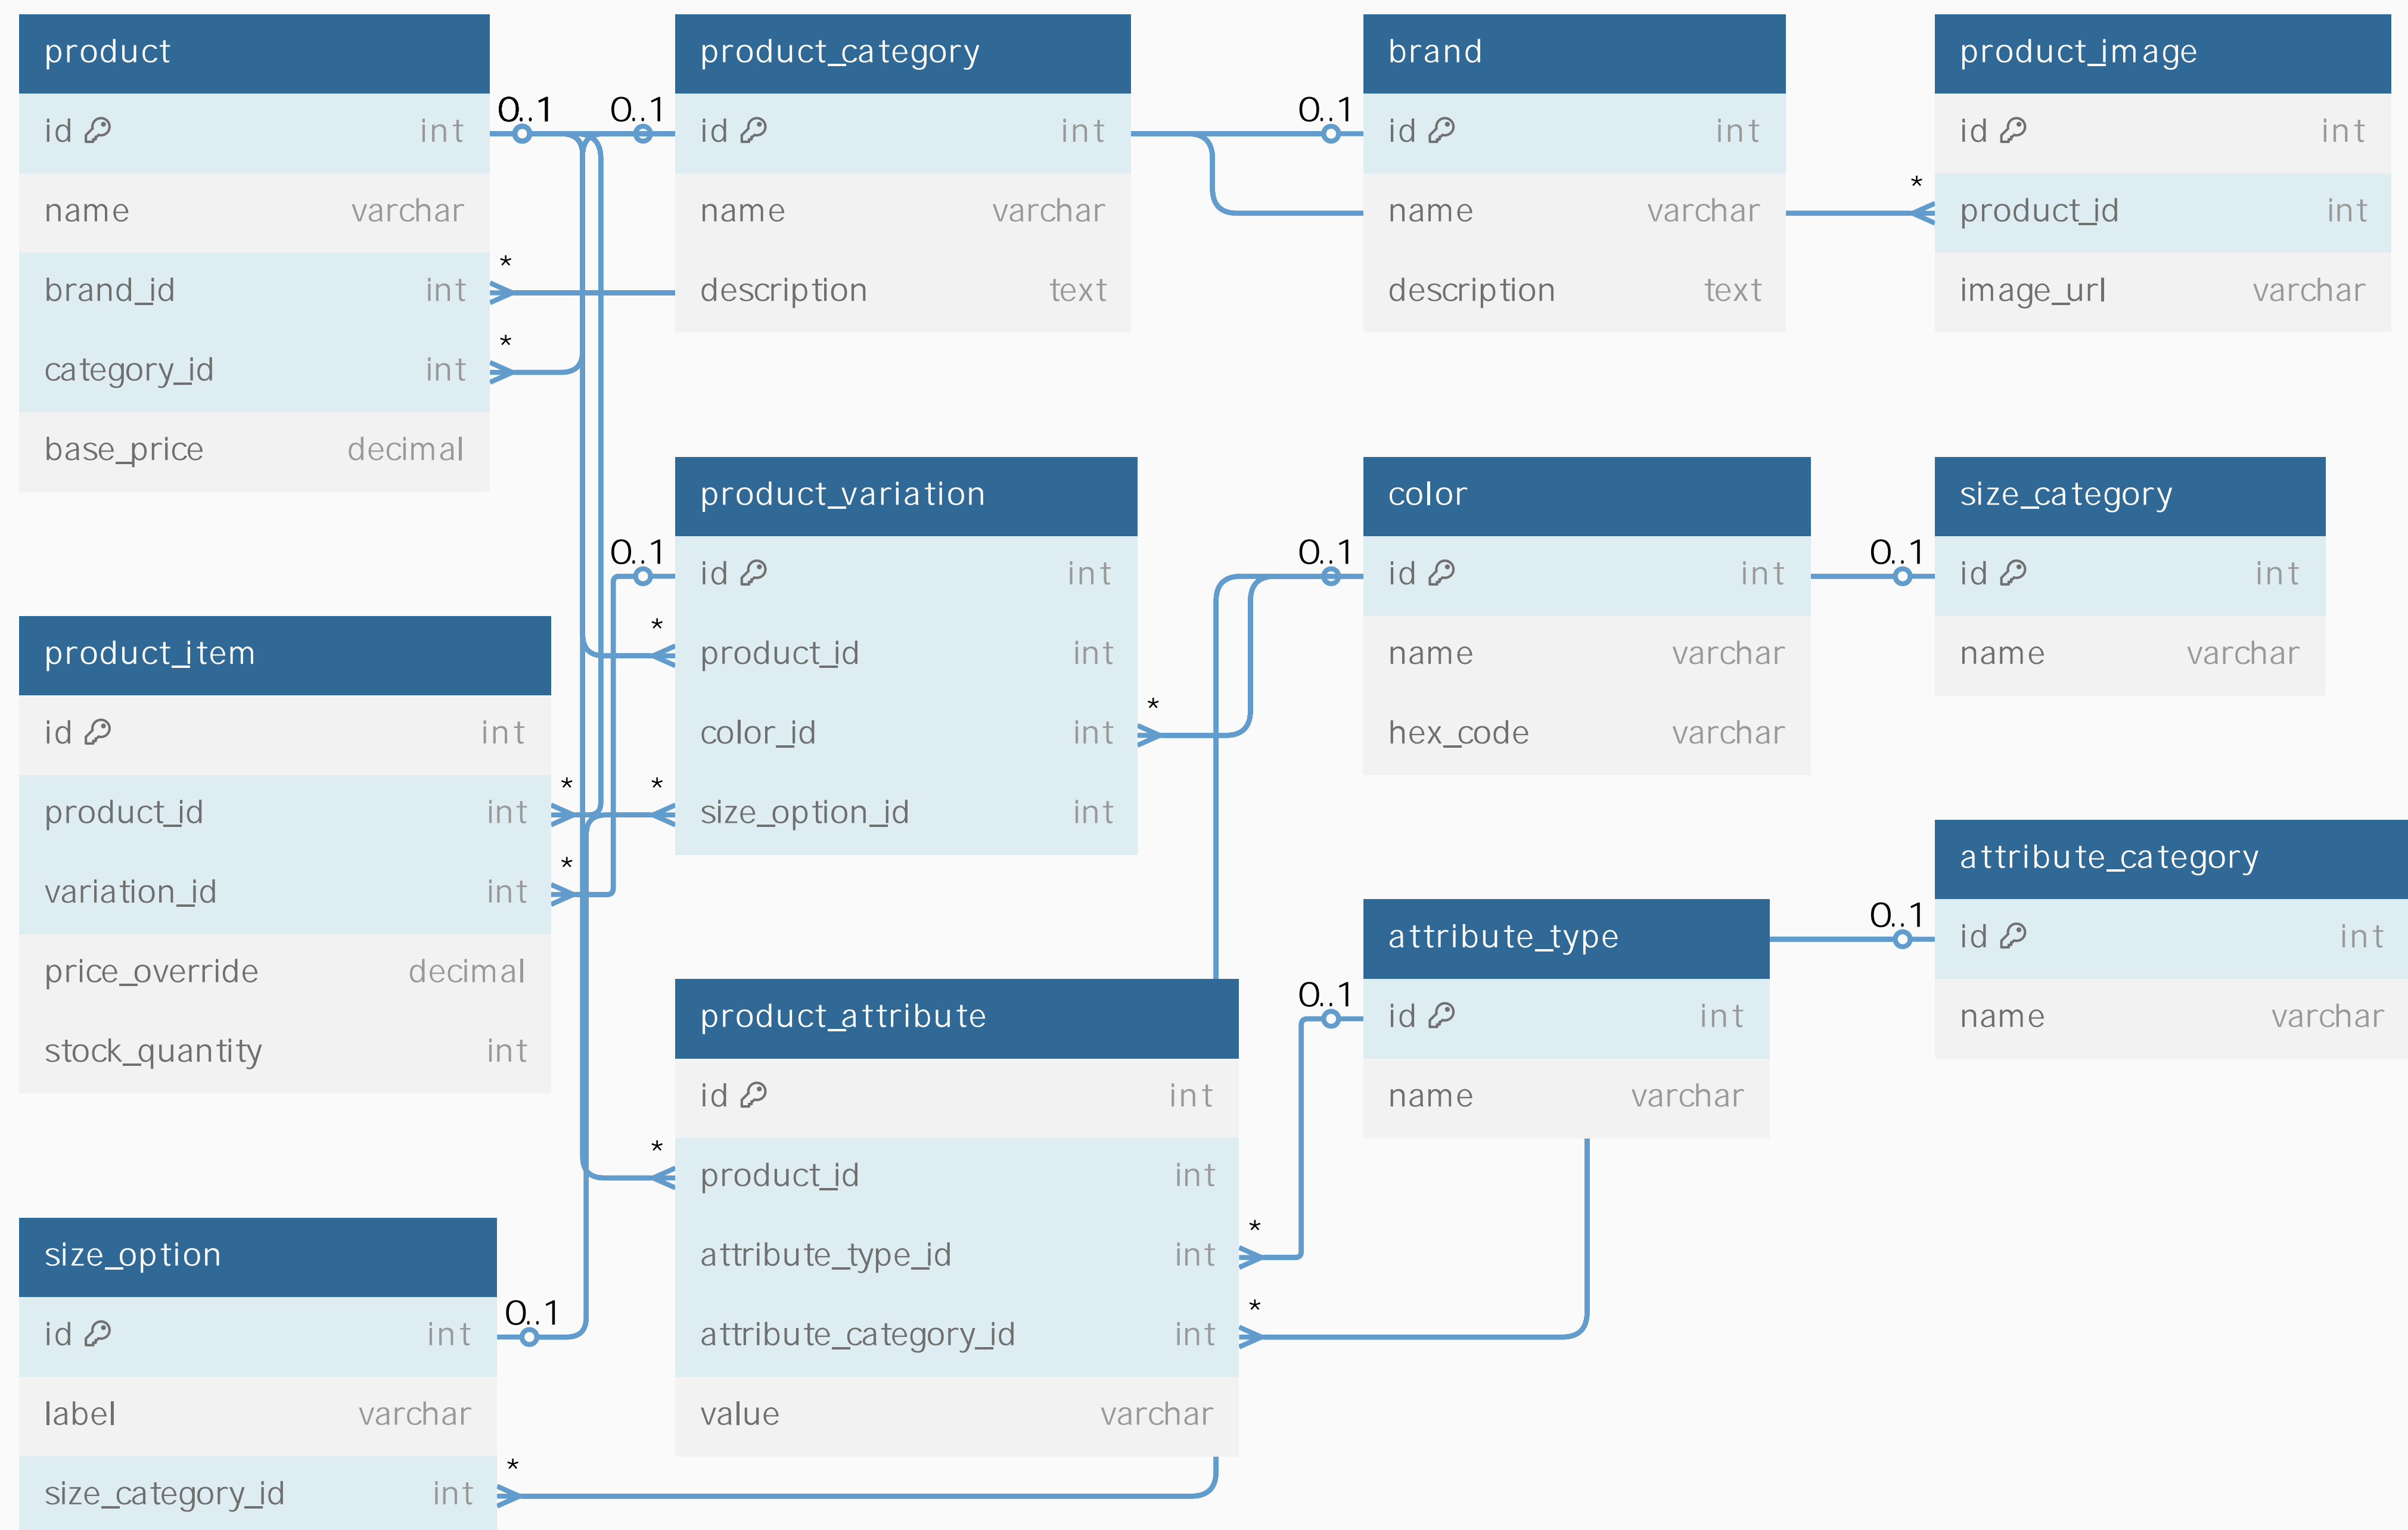 product
0..1
id int
name varchar
*
brand_id int
*
category_id int
base_price decimal
product_category
0..1
id int
name varchar
description text
brand
0..1
id int
name varchar
description text
product_image
id int
*
product_id int
image_url varchar
product_variation
0..1
id int
*
product_id int
*
color_id int
*
size_option_id int
color
0..1
id int
name varchar
hex_code varchar
size_category
0..1
id int
name varchar
product_item
id int
*
product_id int
*
variation_id int
price_override decimal
stock_quantity int
attribute_category
0..1
id int
name varchar
attribute_type
0..1
id int
name varchar
product_attribute
id int
*
product_id int
*
attribute_type_id int
*
attribute_category_id int
value varchar
size_option
0..1
id int
label varchar
*
size_category_id int